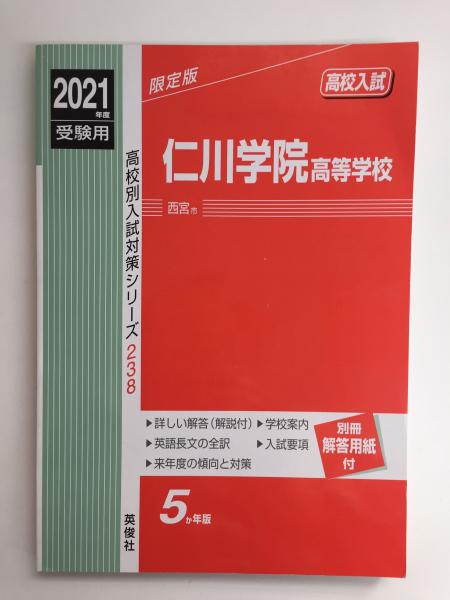 2021年度
受験用
限定版
高校入試
仁川学院高等学校
西宮市
高校別入試対策シリーズ238
▶詳しい解答(解説付)▶学校案内
▶英語長文の全訳 ▶入試要項
▶来年度の傾向と対策
別冊
解答用紙
付
5か年版
英俊社